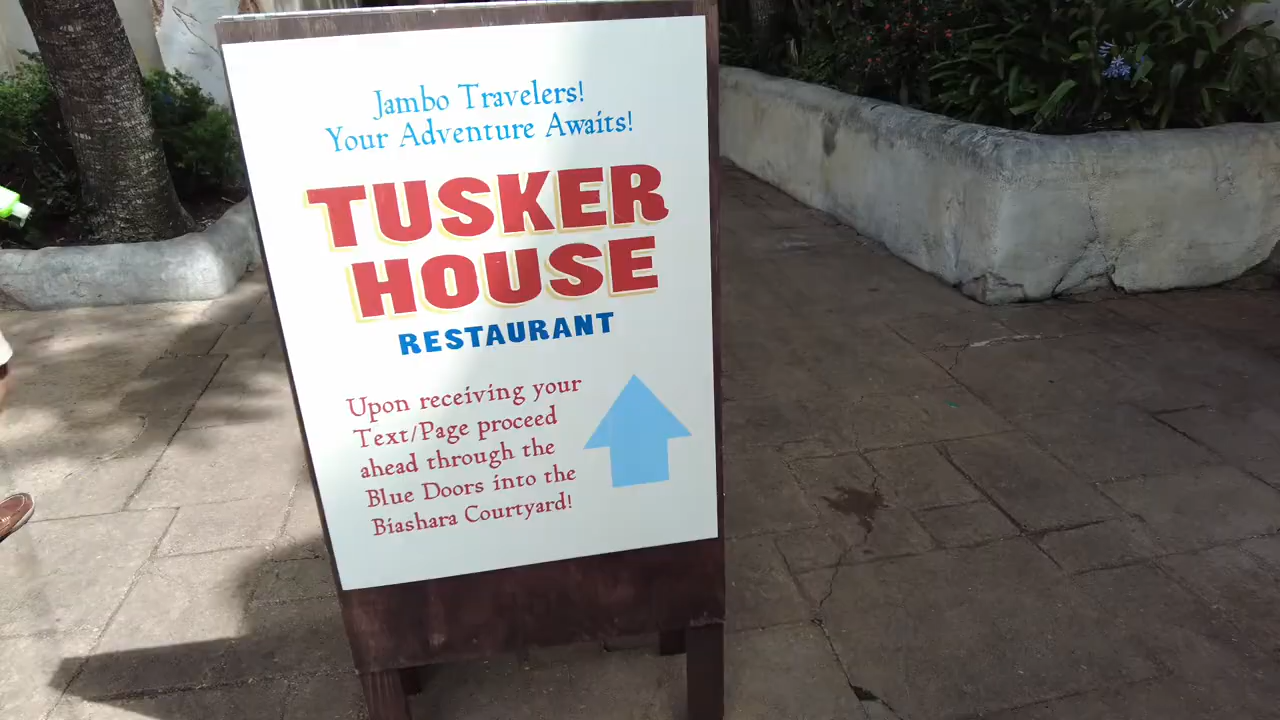 Jambo Travelers!
Your Adventure Awaits!
TUSKER
HOUSE
RESTAURANT
Upon receiving your
Text/Page proceed
ahead through the
Blue Doors into the
Biashara Courtyard!